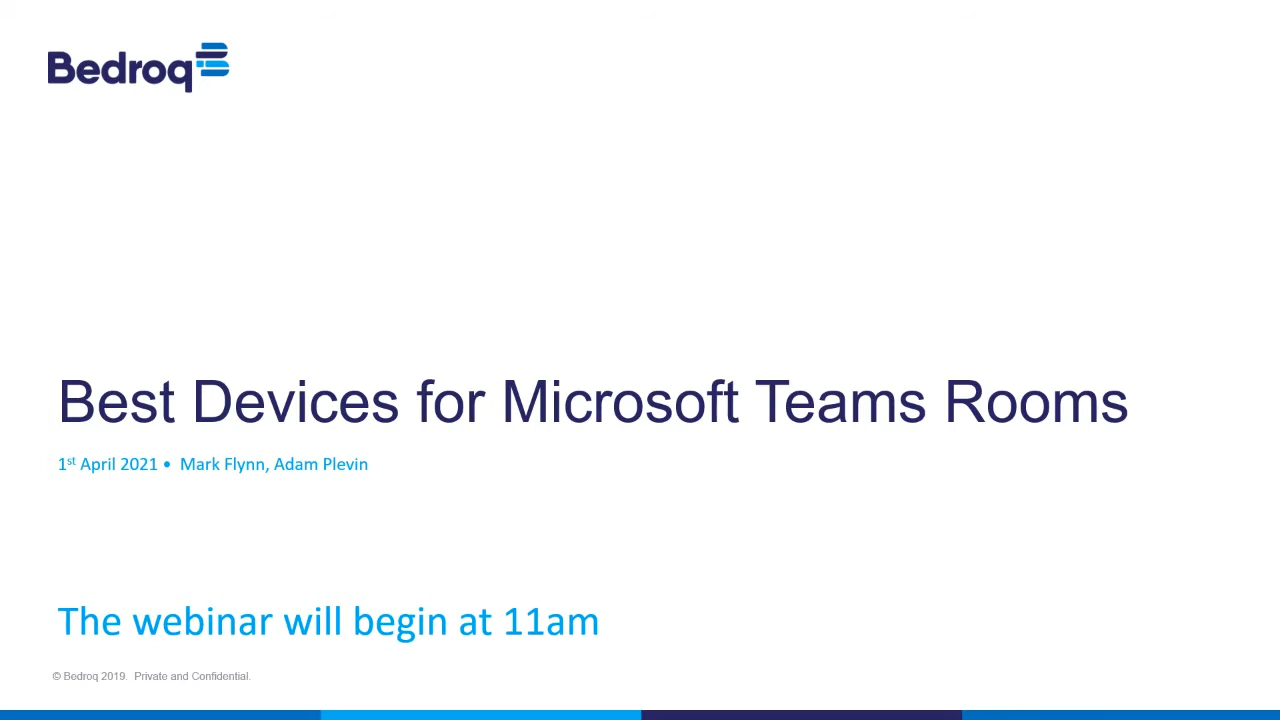 Bedroq
Best Devices for Microsoft Teams Rooms
1st April 2021 • Mark Flynn, Adam Plevin
The webinar will begin at 11am
© Bedroq 2019. Private and Confidential.